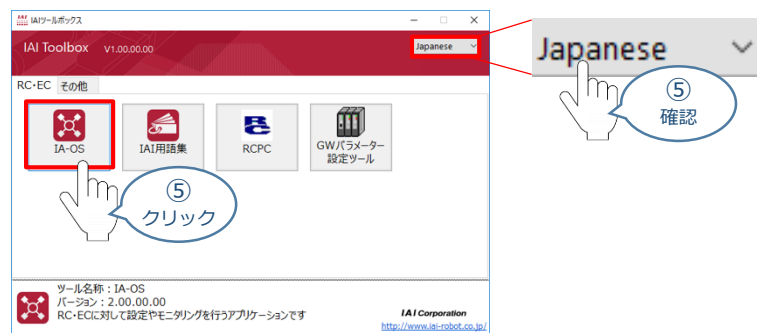 IAIツールボックス
IAI Toolbox V1.00.00.00
Japanese
RC・EC その他
IA-OS
IAI用語集
RCPC
GWパラメーター
設定ツール
⑤
クリック
ツール名称：IA-OS
バージョン：2.00.00.00
RC・ECに対して設定やモニタリングを行うアプリケーションです
IAI Corporation
http://www.iai-robot.co.jp/
Japanese
⑤
確認